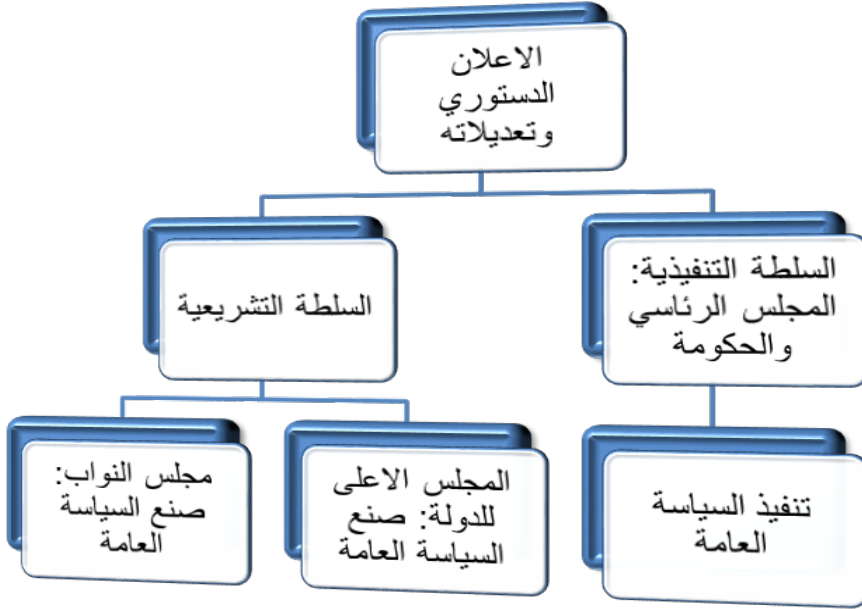 الاعلان
الدستوري
وتعديلاته
السلطة التنفيذية:
المجلس الرئاسي
والحكومة
السلطة التشريعية
تنفيذ السياسة
العامة
المجلس الاعلى
للدولة: صنع
السياسة العامة
مجلس النواب:
صنع السياسة
العامة